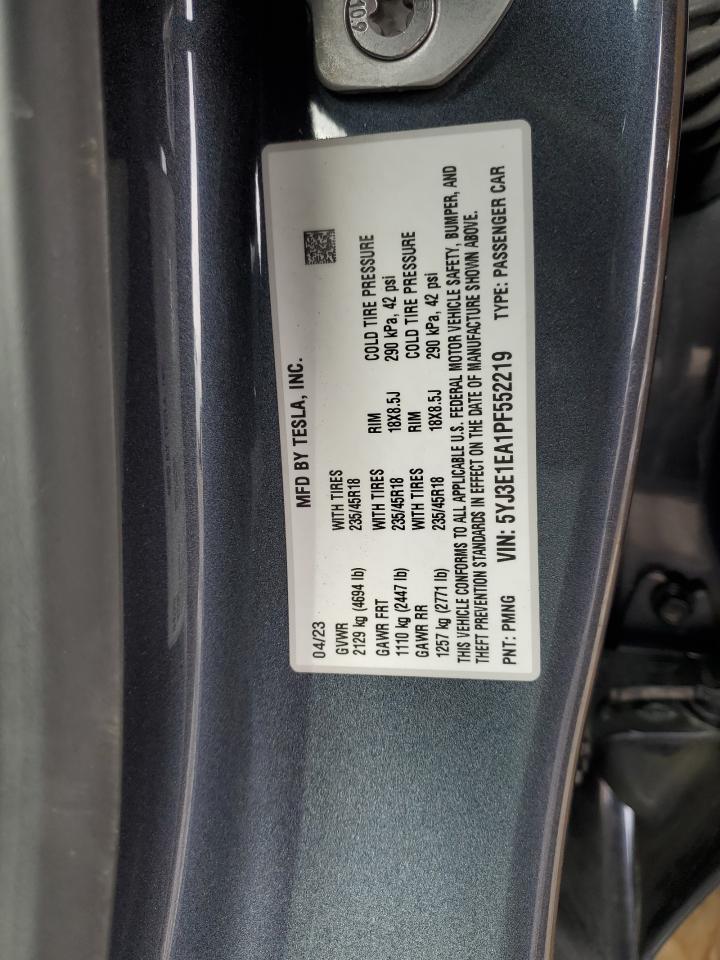 10.9
MFD BY TESLA, INC.
04/23
GVWR WITH TIRES RIM COLD TIRE PRESSURE
2129 kg (4694 lb) 235/45R18 18X8.5J 290 kPa, 42 psi
GAWR FRT WITH TIRES RIM COLD TIRE PRESSURE
1110 kg (2447 lb) 235/45R18 18X8.5J 290 kPa, 42 psi
GAWR RR
1257 kg (2771 lb)
THIS VEHICLE CONFORMS TO ALL APPLICABLE U.S. FEDERAL MOTOR VEHICLE SAFETY, BUMPER, AND
THEFT PREVENTION STANDARDS IN EFFECT ON THE DATE OF MANUFACTURE SHOWN ABOVE.
PNT: PMNG VIN: 5YJ3E1EA1PF552219 TYPE: PASSENGER CAR